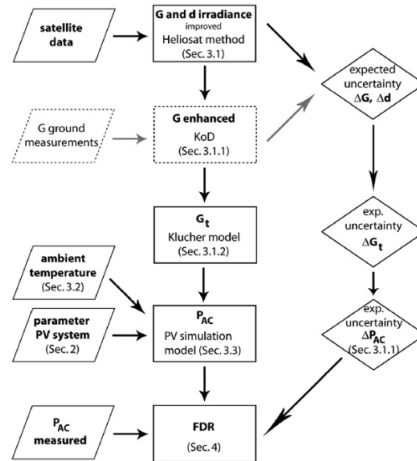 satellite
data
G and d irradiance
improved
Heliosat method
(Sec. 3.1)
expected
uncertainty
ΔG, Δd
G ground
measurements
G enhanced
KoD
(Sec. 3.1.1)
Gt
Klucher model
(Sec. 3.1.2)
exp.
uncertainty
ΔGt
ambient
temperature
(Sec. 3.2)
parameter
PV system
(Sec. 2)
PAC
PV simulation
model (Sec. 3.3)
exp.
uncertainty
ΔPAC
(Sec. 3.1.1)
PAC
measured
FDR
(Sec. 4)